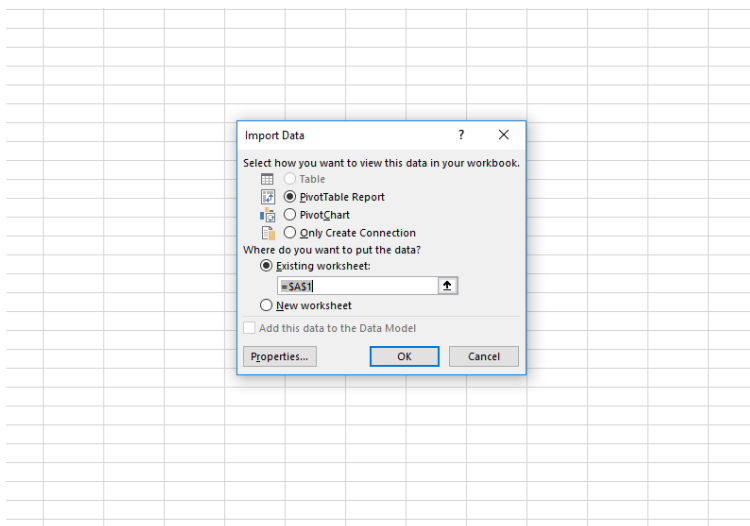 Import Data ?
Select how you want to view this data in your workbook.
Table
PivotTable Report
PivotChart
Only Create Connection
Where do you want to put the data?
Existing worksheet:
=$A$1
New worksheet
Add this data to the Data Model
Properties... OK Cancel